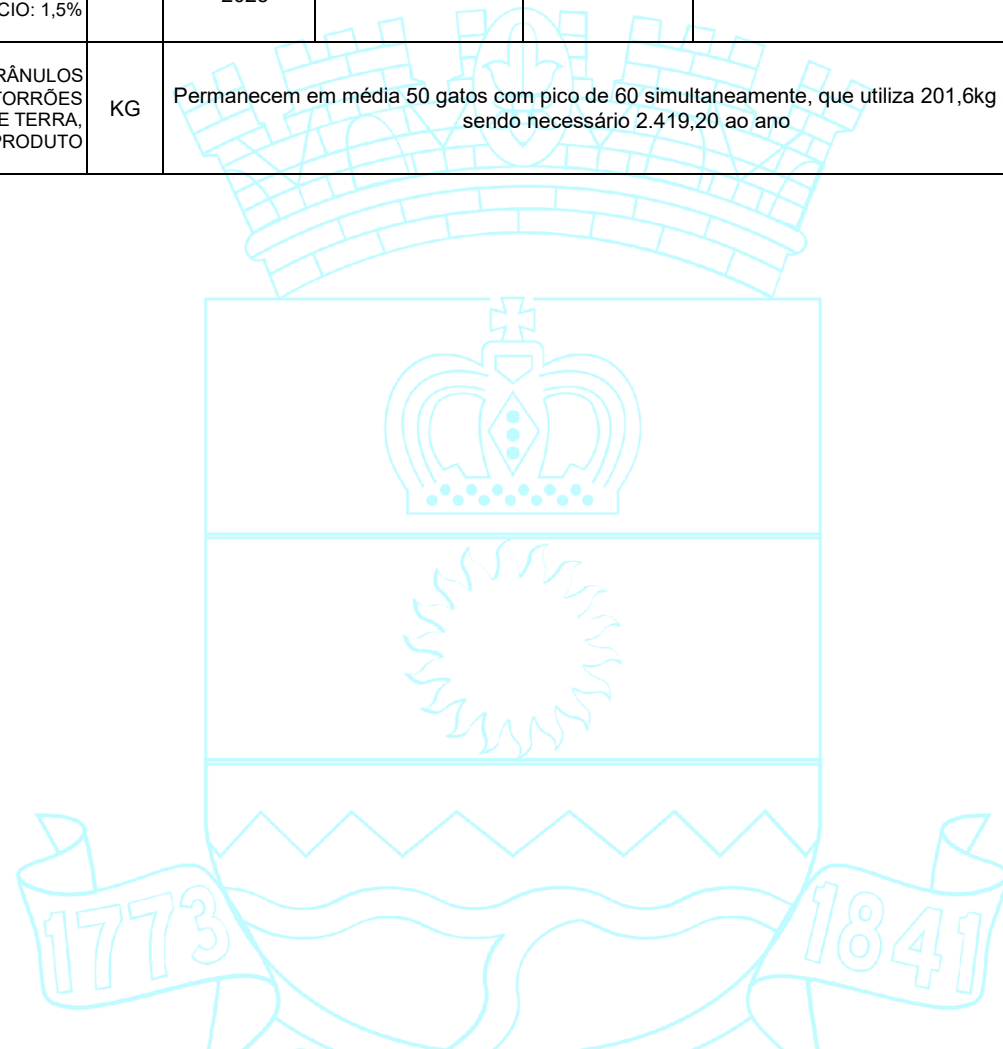 CIO: 1,5%
RÂNULOS
TORRÕES
E TERRA,
PRODUTO
KG
Permanecem em média 50 gatos com pico de 60 simultaneamente, que utiliza 201,6kg
sendo necessário 2.419,20 ao ano
1773
1841